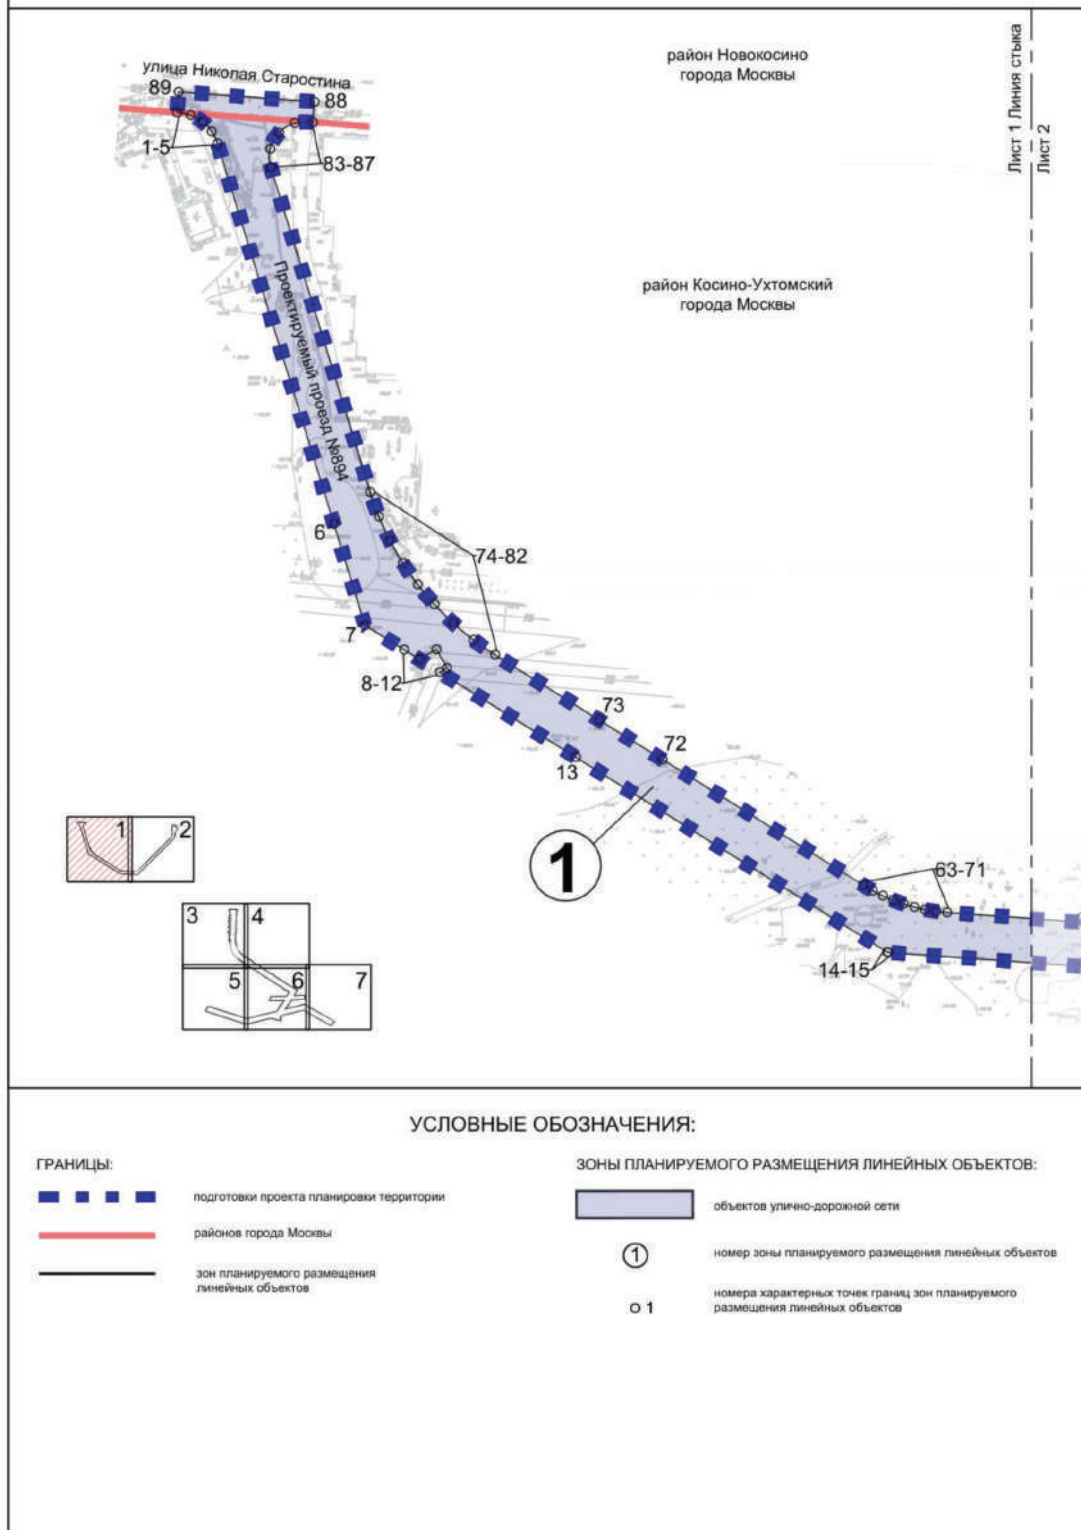 район Новокосино
города Москвы
Лист 1 Линия стыка
Лист 2
улица Николая Старостина
89
88
1-5
83-87
район Косино-Ухтомский
города Москвы
Проектируемый проезд №894
6
74-82
7
8-12
73
72
13
1
63-71
14-15
1
2
3
4
5
6
7
УСЛОВНЫЕ ОБОЗНАЧЕНИЯ:
ГРАНИЦЫ:
подготовки проекта планировки территории
районов города Москвы
зон планируемого размещения
линейных объектов
ЗОНЫ ПЛАНИРУЕМОГО РАЗМЕЩЕНИЯ ЛИНЕЙНЫХ ОБЪЕКТОВ:
объектов улично-дорожной сети
1
номер зоны планируемого размещения линейных объектов
1
номера характерных точек границ зон планируемого
размещения линейных объектов